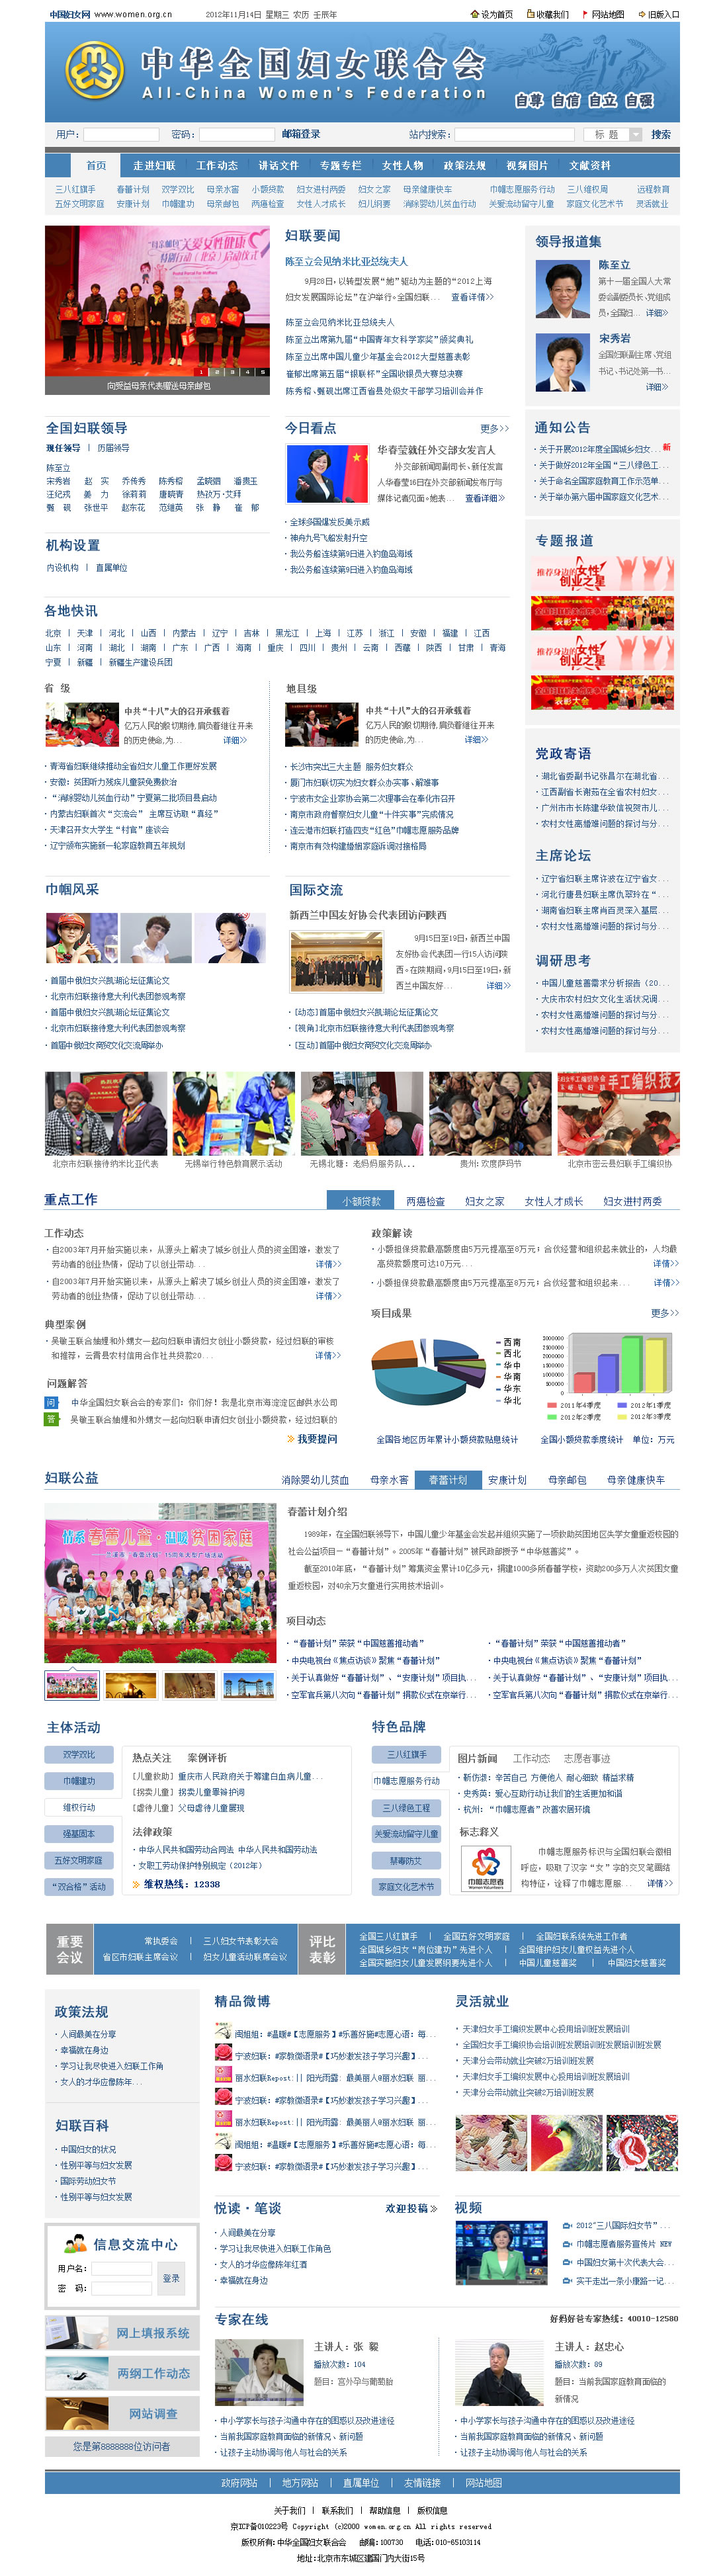 中国妇女网 www.women.org.cn 2012年11月14日 星期三 农历 壬辰年 设为首页 收藏我们 网站地图 旧版入口
中华全国妇女联合会
All-China Women's Federation
自尊 自信 自立 自强
用户: 密码: 邮箱登录 站内搜索: 标 题 搜索
首页 走进妇联 工作动态 讲话文件 专题专栏 女性人物 政策法规 视频图片 文献资料
三八红旗手 春蕾计划 双学双比 母亲水窖 小额贷款 妇女进村两委 妇女之家 母亲健康快车 巾帼志愿服务行动 三八维权周 远程教育
五好文明家庭 安康计划 巾帼建功 母亲邮包 两癌检查 女性人才成长 妇儿纲要 消除婴幼儿贫血行动 关爱流动留守儿童 家庭文化艺术节 灵活就业
向受益母亲代表赠送母亲邮包
妇联要闻
陈至立会见纳米比亚总统夫人
9月28日,以转型发展“她”驱动为主题的“2012上海
妇女发展国际论坛”在沪举行。全国妇联... 查看详情>>
陈至立会见纳米比亚总统夫人
陈至立出席第九届“中国青年女科学家奖”颁奖典礼
陈至立出席中国儿童少年基金会2012大型慈善表彰
崔郁出席第五届“银联杯”全国收银员大赛总决赛
陈秀榕、甄砚出席江西省县处级女干部学习培训会并作
领导报道集
陈至立
第十一届全国人大常
委会副委员长、党组成
员,全国妇... 详细>>
宋秀岩
全国妇联副主席、党组
书记、书记处第一书...
详细>>
全国妇联领导
现任领导 | 历届领导
陈至立
宋秀岩 赵 实 乔传秀 陈秀榕 孟晓驷 潘贵玉
汪纪戎 姜 力 徐莉莉 唐晓青 热孜万·艾拜
甄 砚 张世平 赵东花 范继英 张 静 崔 郁
机构设置
内设机构 | 直属单位
今日看点 更多>>
华春莹就任外交部女发言人
外交部新闻司副司长、新任发言
人华春莹16日在外交部新闻发布厅与
媒体记者见面。她表... 查看详细>>
· 全球多国爆发反美示威
· 神舟九号飞船发射升空
· 我公务船连续第9日进入钓鱼岛海域
· 我公务船连续第9日进入钓鱼岛海域
通知公告
· 关于开展2012年度全国城乡妇女... 新
· 关于做好2012年全国“三八绿色工...
· 关于命名全国家庭教育工作示范单...
· 关于举办第六届中国家庭文化艺术...
专题报道
推荐身边的女性创业之星
表彰大会
推荐身边的女性创业之星
表彰大会
各地快讯
北京 | 天津 | 河北 | 山西 | 内蒙古 | 辽宁 | 吉林 | 黑龙江 | 上海 | 江苏 | 浙江 | 安徽 | 福建 | 江西
山东 | 河南 | 湖北 | 湖南 | 广东 | 广西 | 海南 | 重庆 | 四川 | 贵州 | 云南 | 西藏 | 陕西 | 甘肃 | 青海
宁夏 | 新疆 | 新疆生产建设兵团
省 级
中共“十八”大的召开承载着
亿万人民的殷切期待,肩负着继往开来
的历史使命,为... 详细>>
· 青海省妇联继续推动全省妇女儿童工作更好发展
· 安徽：贫困听力残疾儿童获免费救治
· “消除婴幼儿贫血行动”宁夏第二批项目县启动
· 内蒙古妇联首次“交流会” 主席互访取“真经”
· 天津召开女大学生“村官”座谈会
· 辽宁颁布实施新一轮家庭教育五年规划
地县级
中共“十八”大的召开承载着
亿万人民的殷切期待,肩负着继往开来
的历史使命,为... 详细>>
· 长沙市突出三大主题 服务妇女群众
· 厦门市妇联切实为妇女群众办实事、解难事
· 宁波市女企业家协会第二次理事会在奉化市召开
· 南京市政府督察妇女儿童“十件实事”完成情况
· 连云港市妇联打造四支“红色”巾帼志愿服务品牌
· 南京市有效构建婚姻家庭诉调对接格局
党政寄语
· 湖北省委副书记张昌尔在湖北省...
· 江西副省长谢茹在全省农村妇女...
· 广州市市长陈建华致信祝贺市儿...
· 农村女性离婚难问题的探讨与分...
主席论坛
· 辽宁省妇联主席许波在辽宁省女...
· 河北行唐县妇联主席仇翠玲在“...
· 湖南省妇联主席肖百灵深入基层...
· 农村女性离婚难问题的探讨与分...
调研思考
· 中国儿童慈善需求分析报告（20...
· 大庆市农村妇女文化生活状况调...
· 农村女性离婚难问题的探讨与分...
· 农村女性离婚难问题的探讨与分...
巾帼风采
· 首届中俄妇女兴凯湖论坛征集论文
· 北京市妇联接待意大利代表团参观考察
· 首届中俄妇女兴凯湖论坛征集论文
· 北京市妇联接待意大利代表团参观考察
· 首届中俄妇女商贸文化交流周举办
国际交流
新西兰中国友好协会代表团访问陕西
9月15日至19日,新西兰中国
友好协会代表团一行15人访问陕
西。在陕期间,9月15日至19日,新
西兰中国友好... 详细>>
· [动态]首届中俄妇女兴凯湖论坛征集论文
· [视角]北京市妇联接待意大利代表团参观考察
· [互动]首届中俄妇女商贸文化交流周举办
手工编织技术
北京市妇联接待纳米比亚代表 无锡举行特色教育展示活动 无锡北塘：老妈妈服务队... 贵州:欢度萨玛节 北京市密云县妇联手工编织协
重点工作 小额贷款 两癌检查 妇女之家 女性人才成长 妇女进村两委
工作动态
· 自2003年7月开始实施以来，从源头上解决了城乡创业人员的资金困难，激发了
劳动者的创业热情，促动了以创业带动... 详情>>
· 自2003年7月开始实施以来，从源头上解决了城乡创业人员的资金困难，激发了
劳动者的创业热情，促动了以创业带动... 详情>>
典型案例
· 吴敏玉联合妯娌和外甥女一起向妇联申请妇女创业小额贷款，经过妇联的审核
和推荐，云霄县农村信用合作社共贷款20... 详情>>
问题解答
问 中华全国妇女联合会的专家们：你们好！我是北京市海淀区邮供水公司
答 吴敏玉联合妯娌和外甥女一起向妇联申请妇女创业小额贷款，经过妇联的
我要提问
政策解读
· 小额担保贷款最高额度由5万元提高至8万元；合伙经营和组织起来就业的，人均最
高贷款额度可达10万元... 详情>>
· 小额担保贷款最高额度由5万元提高至8万元；合伙经营和组织起来... 详情>>
项目成果 更多>>
西南
西北
华中
华南
华东
华北
2000000
2000000
1500000
1000000
500000
0
2011年4季度 2012年1季度
2012年2季度 2012年3季度
全国各地区历年累计小额贷款贴息统计 全国小额贷款季度统计 单位：万元
妇联公益 消除婴幼儿贫血 母亲水窖 春蕾计划 安康计划 母亲邮包 母亲健康快车
情系春蕾儿童·温暖贫困家庭
春蕾计划介绍
1989年，在全国妇联领导下，中国儿童少年基金会发起并组织实施了一项救助贫困地区失学女童重返校园的
社会公益项目－“春蕾计划”。2005年“春蕾计划”被民政部授予“中华慈善奖”。
截至2010年底，“春蕾计划”筹集资金累计10亿多元，捐建1000多所春蕾学校，资助200多万人次贫困女童
重返校园，对40余万女童进行实用技术培训。
项目动态
· “春蕾计划”荣获“中国慈善推动者” · “春蕾计划”荣获“中国慈善推动者”
· 中央电视台《焦点访谈》聚焦“春蕾计划” · 中央电视台《焦点访谈》聚焦“春蕾计划”
· 关于认真做好“春蕾计划”、“安康计划”项目执... · 关于认真做好“春蕾计划”、“安康计划”项目执...
· 空军官兵第八次向“春蕾计划”捐款仪式在京举行... · 空军官兵第八次向“春蕾计划”捐款仪式在京举行...
主体活动
双学双比
巾帼建功
维权行动
强基固本
五好文明家庭
“双合格”活动
热点关注 案例评析
[儿童救助] 重庆市人民政府关于筹建白血病儿童...
[拐卖儿童] 拐卖儿童罪辩护词
[虐待儿童] 父母虐待儿童屡现
法律政策
· 中华人民共和国劳动合同法 中华人民共和国劳动法
· 女职工劳动保护特别规定（2012年）
维权热线：12338
特色品牌
三八红旗手
巾帼志愿服务行动
三八绿色工程
关爱流动留守儿童
禁毒防艾
家庭文化艺术节
图片新闻 工作动态 志愿者事迹
· 靳伤滠：辛苦自己 方便他人 耐心细致 精益求精
· 史秀英：爱心互助行动让我们的生活更加和谐
· 杭州：“巾帼志愿者”改善农居环境
标志释义
巾帼志愿者
巾帼志愿服务标识与全国妇联会徽相
呼应，吸取了汉字“女”字的交叉笔画结
构特征，诠释了巾帼志愿服... 详情>>
重要会议
常执委会 | 三八妇女节表彰大会
省区市妇联主席会议 | 妇女儿童活动联席会议
评比表彰
全国三八红旗手 | 全国五好文明家庭 | 全国妇联系统先进工作者
全国城乡妇女“岗位建功”先进个人 | 全国维护妇女儿童权益先进个人
全国实施妇女儿童发展纲要先进个人 | 中国儿童慈善奖 | 中国妇女慈善奖
政策法规
· 人间最美在分享
· 幸福就在身边
· 学习让我尽快进入妇联工作角
· 女人的才华应像陈年...
妇联百科
· 中国妇女的状况
· 性别平等与妇女发展
· 国际劳动妇女节
· 性别平等与妇女发展
信息交流中心
用户名:
密 码:
登录
网上填报系统
两纲工作动态
网站调查
您是第8888888位访问者
精品微博
闽姐姐：#温暖#【志愿服务】#乐善好施#志愿心语：每...
宁波妇联：#家教微语录#【巧妙激发孩子学习兴趣】...
丽水妇联Repost:|| 阳光雨露：最美丽人@丽水妇联 丽...
宁波妇联：#家教微语录#【巧妙激发孩子学习兴趣】...
丽水妇联Repost:|| 阳光雨露：最美丽人@丽水妇联 丽...
闽姐姐：#温暖#【志愿服务】#乐善好施#志愿心语：每...
宁波妇联：#家教微语录#【巧妙激发孩子学习兴趣】...
灵活就业
· 天津妇女手工编织发展中心投用培训班发展培训
· 全国妇女手工编织协会培训班发展培训班发展培训班发展
· 天津分会带动就业突破2万培训班发展
· 天津妇女手工编织发展中心投用培训班发展培训
· 天津分会带动就业突破2万培训班发展
悦读·笔谈 欢迎投稿
· 人间最美在分享
· 学习让我尽快进入妇联工作角色
· 女人的才华应像陈年红酒
· 幸福就在身边
视频
2012“三八国际妇女节”...
巾帼志愿者服务宣传片 NEW
中国妇女第十次代表大会...
实干走出一条小康路--记...
专家在线 好妈好爸专家热线：40010-12580
主讲人：张 毅
播放次数：104
题目：宫外孕与葡萄胎
主讲人：赵忠心
播放次数：89
题目：当前我国家庭教育面临的
新情况
· 中小学家长与孩子沟通中存在的困惑以及改进途径 · 中小学家长与孩子沟通中存在的困惑以及改进途径
· 当前我国家庭教育面临的新情况、新问题 · 当前我国家庭教育面临的新情况、新问题
· 让孩子主动协调与他人与社会的关系 · 让孩子主动协调与他人与社会的关系
政府网站 | 地方网站 | 直属单位 | 友情链接 | 网站地图
关于我们 | 联系我们 | 帮助信息 | 版权信息
京ICP备010223号 Copyright (c)2000 women.org.cn All rights reserved
版权所有:中华全国妇女联合会 邮编:100730 电话:010-65103114
地址:北京市东城区建国门内大街15号